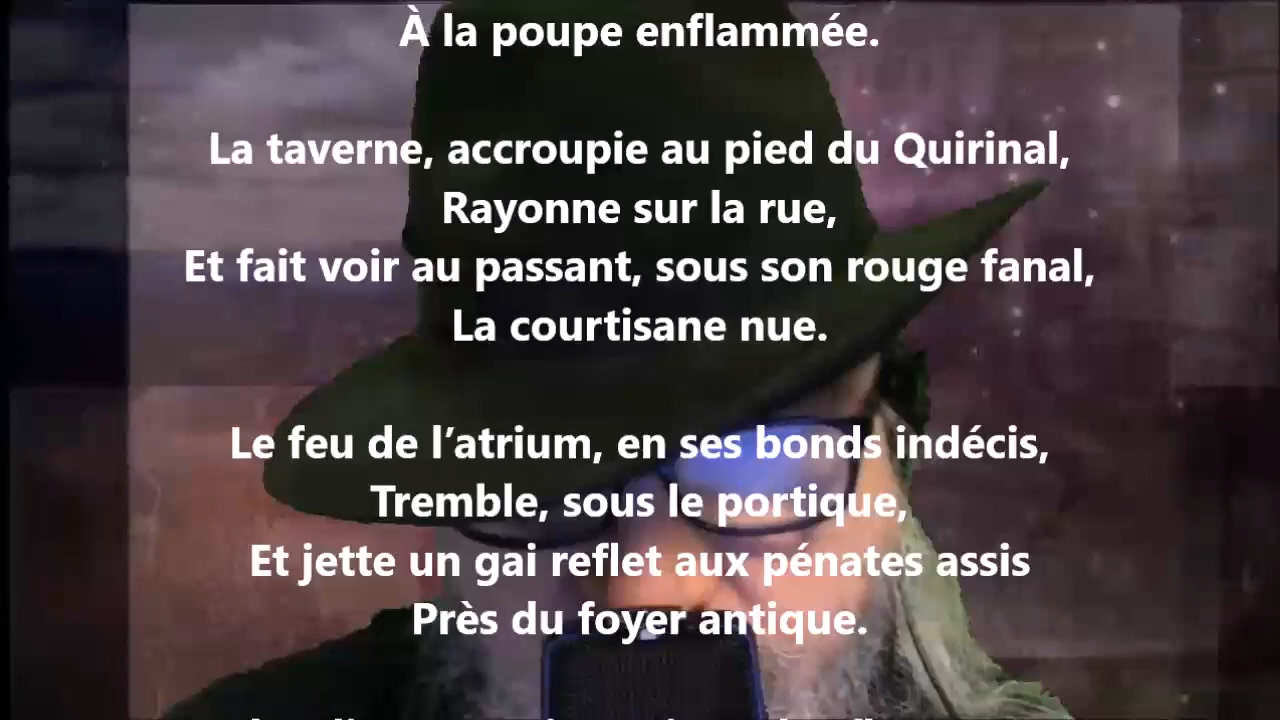 À la poupe enflammée.
La taverne, accroupie au pied du Quirinal,
Rayonne sur la rue,
Et fait voir au passant, sous son rouge fanal,
La courtisane nue.
Le feu de l’atrium, en ses bonds indécis,
Tremble, sous le portique,
Et jette un gai reflet aux pénates assis
Près du foyer antique.